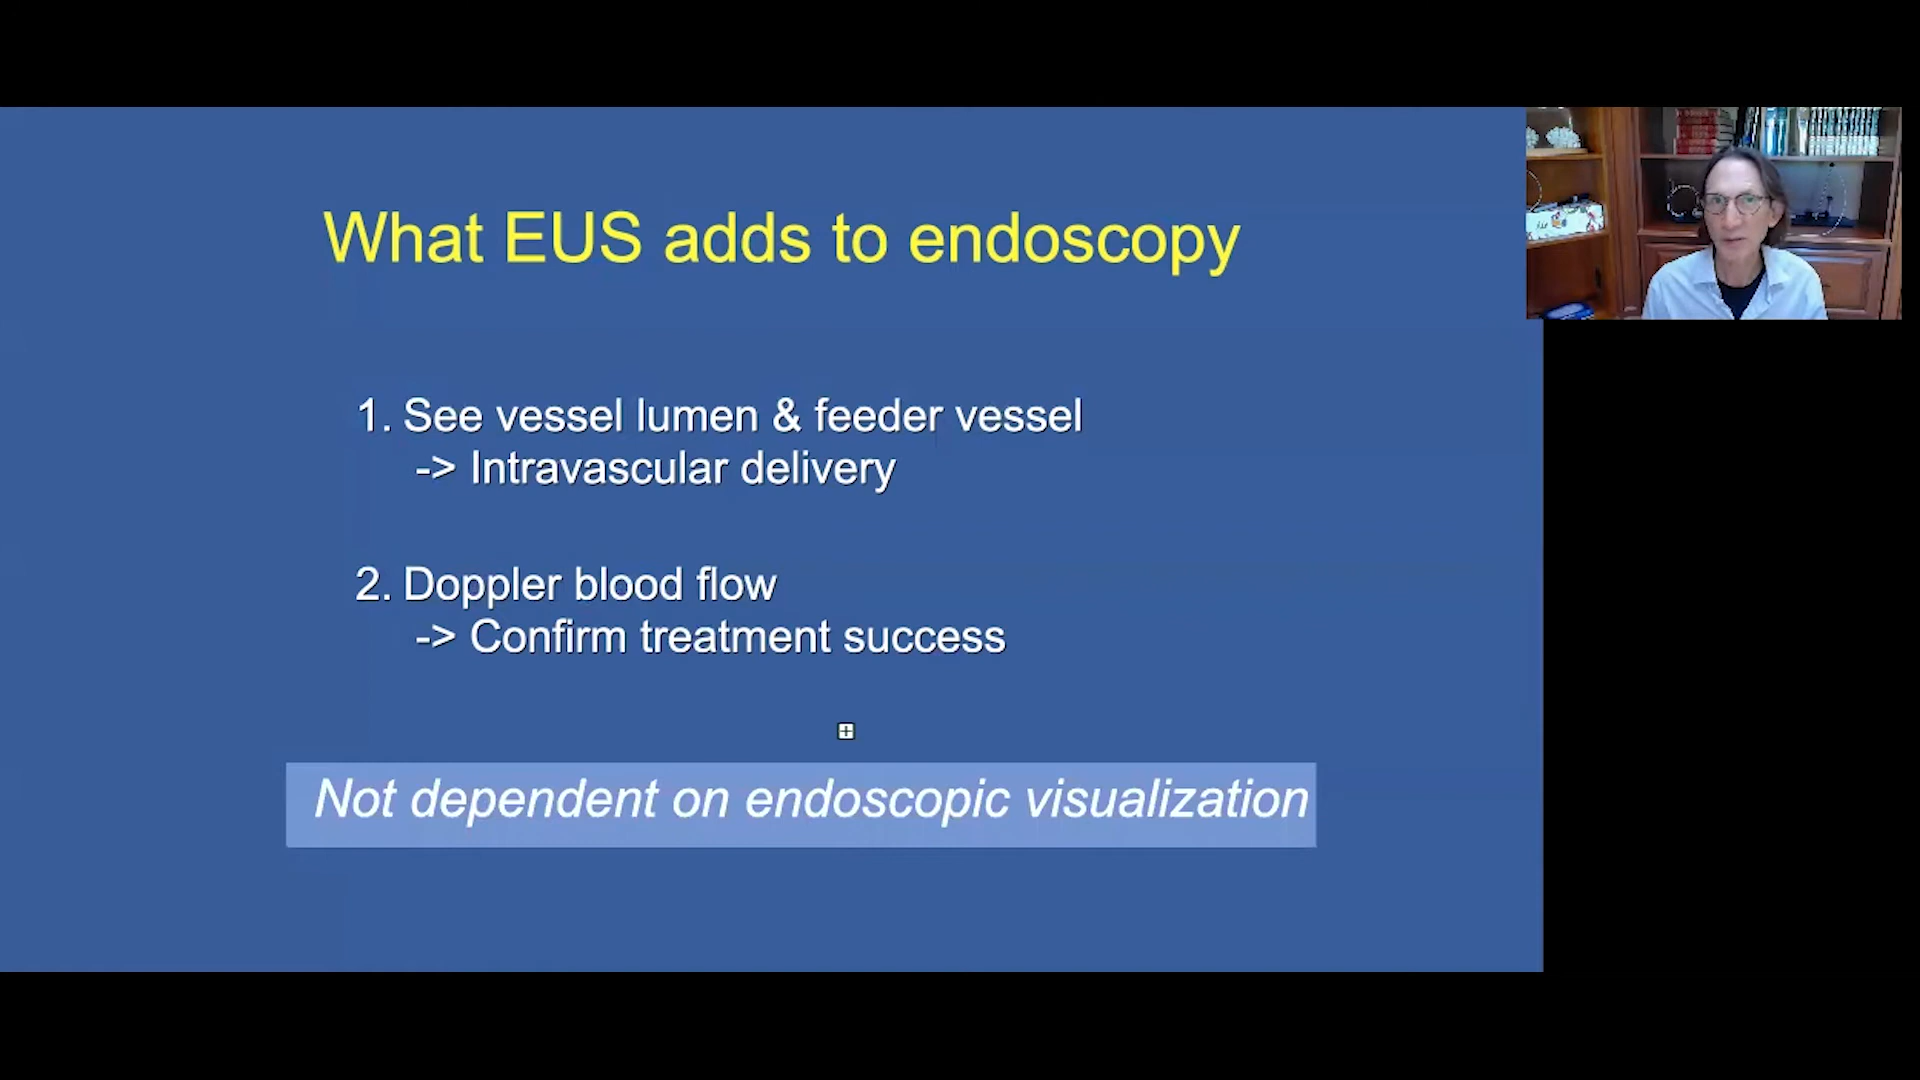 What EUS adds to endoscopy
1. See vessel lumen & feeder vessel
-> Intravascular delivery
2. Doppler blood flow
-> Confirm treatment success
Not dependent on endoscopic visualization